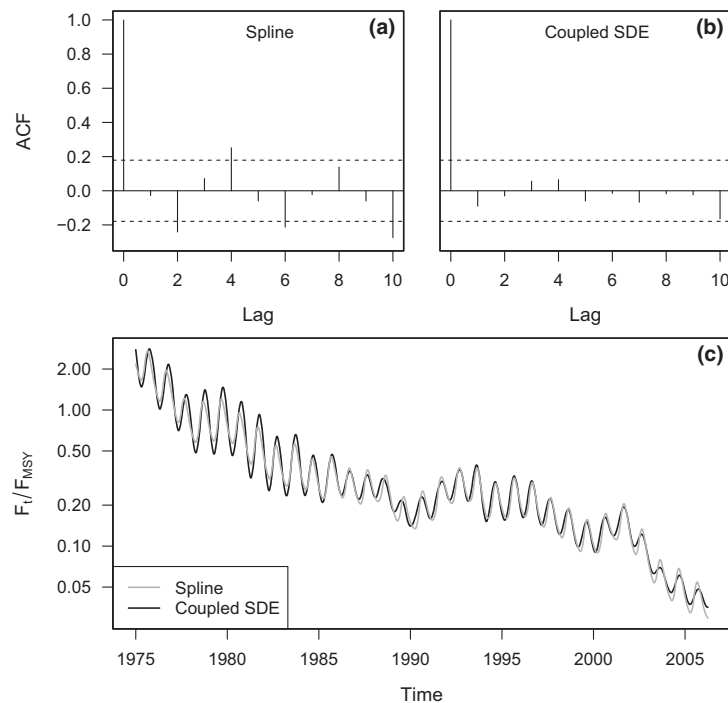 (a)
Spline
1.0
0.8
0.6
0.4
0.2
0.0
−0.2
ACF
0 2 4 6 8 10
Lag
(b)
Coupled SDE
0 2 4 6 8 10
Lag
(c)
2.00
1.00
0.50
0.20
0.10
0.05
Ft/FMSY
Spline
Coupled SDE
1975 1980 1985 1990 1995 2000 2005
Time